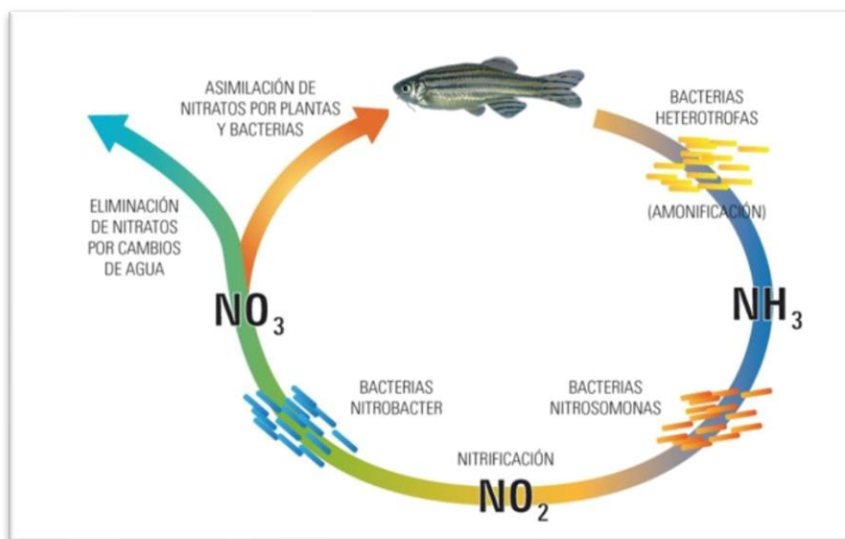 ASIMILACIÓN DE
NITRATOS POR PLANTAS
Y BACTERIAS
BACTERIAS
HETEROTROFAS
(AMONIFICACIÓN)
ELIMINACIÓN
DE NITRATOS
POR CAMBIOS
DE AGUA
NO3
NH3
BACTERIAS
NITROBACTER
BACTERIAS
NITROSOMONAS
NITRIFICACIÓN
NO2